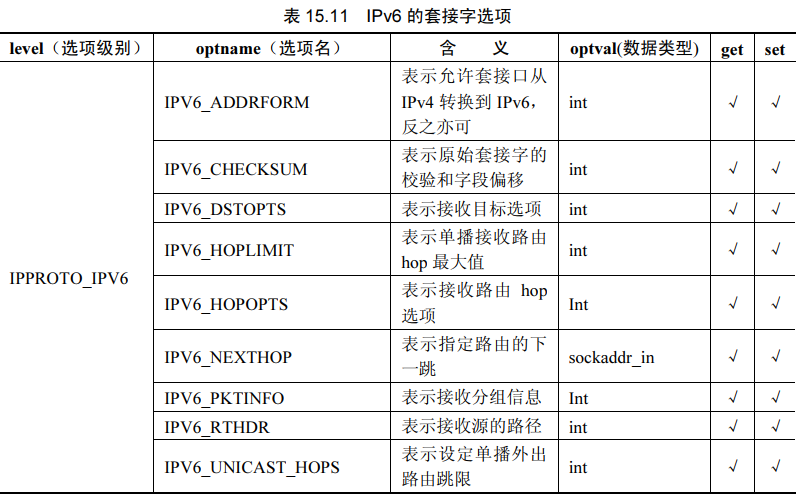 表 15.11 IPv6 的套接字选项
level（选项级别） optname（选项名） 含 义 optval(数据类型) get set
IPPROTO_IPV6
IPV6_ADDRFORM 表示允许套接口从 int √ √
IPv4 转换到 IPv6，
反之亦可
IPV6_CHECKSUM 表示原始套接字的 int √ √
校验和字段偏移
IPV6_DSTOPTS 表示接收目标选项 int √ √
IPV6_HOPLIMIT 表示单播接收路由 int √ √
hop 最大值
IPV6_HOPOPTS 表示接收路由 hop Int √ √
选项
IPV6_NEXTHOP 表示指定路由的下 sockaddr_in √ √
一跳
IPV6_PKTINFO 表示接收分组信息 Int √ √
IPV6_RTHDR 表示接收源的路径 int √ √
IPV6_UNICAST_HOPS 表示设定单播外出 int √ √
路由跳限